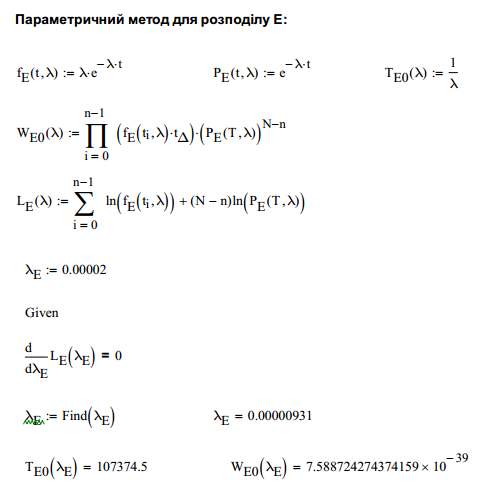 Параметричний метод для розподілу Е:
f_E(t,λ) := λ·e^(−λ·t) P_E(t,λ) := e^(−λ·t) T_E0(λ) := 1/λ
W_E0(λ) := ∏_(i = 0)^(n−1) (f_E(t_i,λ)·t_Δ)·(P_E(T,λ))^(N−n)
L_E(λ) := ∑_(i = 0)^(n−1) ln(f_E(t_i,λ)) + (N − n)ln(P_E(T,λ))
λ_E := 0.00002
Given
d/dλ_E L_E(λ_E) = 0
λ_E := Find(λ_E) λ_E = 0.00000931
T_E0(λ_E) = 107374.5 W_E0(λ_E) = 7.588724274374159 × 10^(−39)